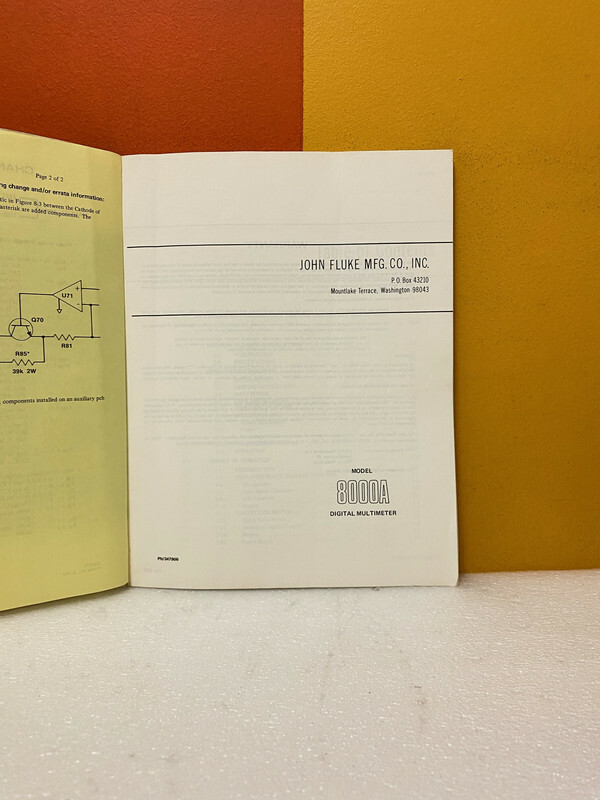 Page 2 of 2
ng change and/or errata information:
tic in Figure 8-3 between the Cathode of
asterisk are added components. The
U71
Q70
R81
R85*
39k 2W
components installed on an auxiliary pcb
JOHN FLUKE MFG. CO., INC.
P.O. Box 43210
Mountlake Terrace, Washington 98043
MODEL
8000A
DIGITAL MULTIMETER